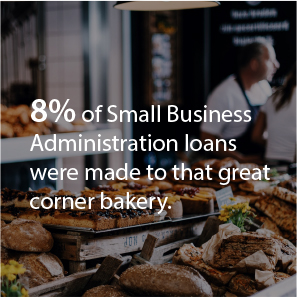 8% of Small Business
Administration loans
were made to that great
corner bakery.